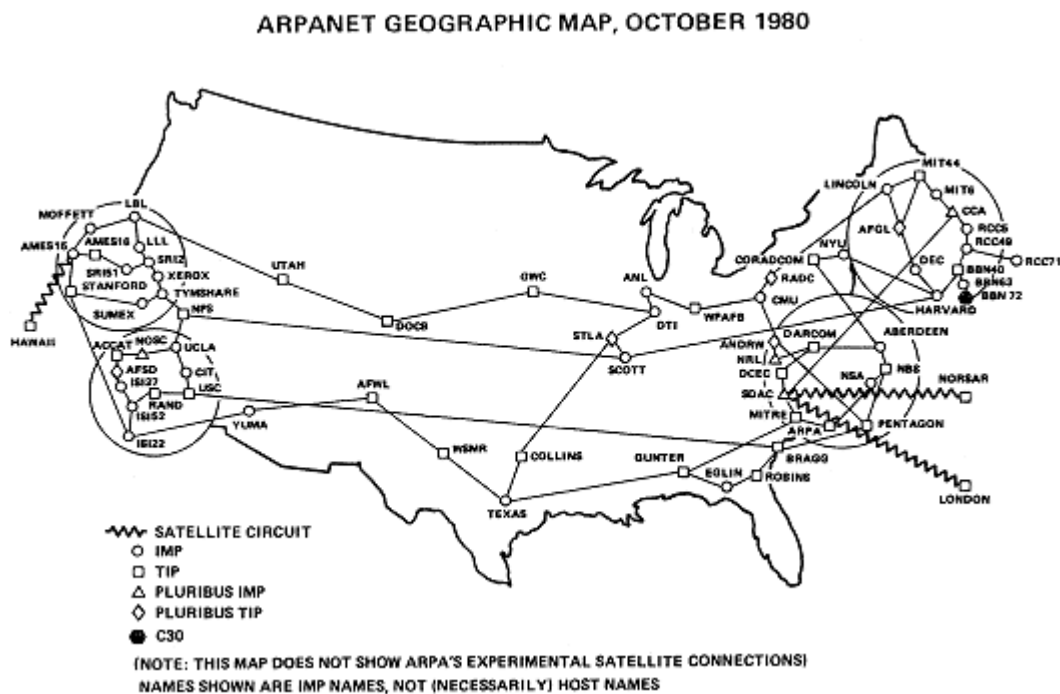 ARPANET GEOGRAPHIC MAP, OCTOBER 1980
MIT44
LINCOLN
MIT6
CCA
AFGL
RCC5
RCC49
RCC71
DEC
BBN40
BBN63
BBN 72
HARVARD
NYU
CORADCOM
RADC
CMU
LBL
MOFFETT
AMES15
AMES16
LLL
SRI2
SRI51
XEROX
STANFORD
TYMSHARE
SUMEX
NPS
HAWAII
UTAH
GWC
DOCB
ANL
DTI
WPAFB
STLA
SCOTT
ANDRW
NRL
DCEC
SDAC
MITRE
DARCOM
ABERDEEN
NSA
NBS
NORSAR
ARPA
PENTAGON
BRAGG
LONDON
ACCAT
NOSC
UCLA
AFSD
CIT
ISI27
RAND
USC
ISI52
ISI22
YUMA
AFWL
WSMR
COLLINS
TEXAS
GUNTER
EGLIN
ROBINS
SATELLITE CIRCUIT
IMP
TIP
PLURIBUS IMP
PLURIBUS TIP
C30
(NOTE: THIS MAP DOES NOT SHOW ARPA'S EXPERIMENTAL SATELLITE CONNECTIONS)
NAMES SHOWN ARE IMP NAMES, NOT (NECESSARILY) HOST NAMES